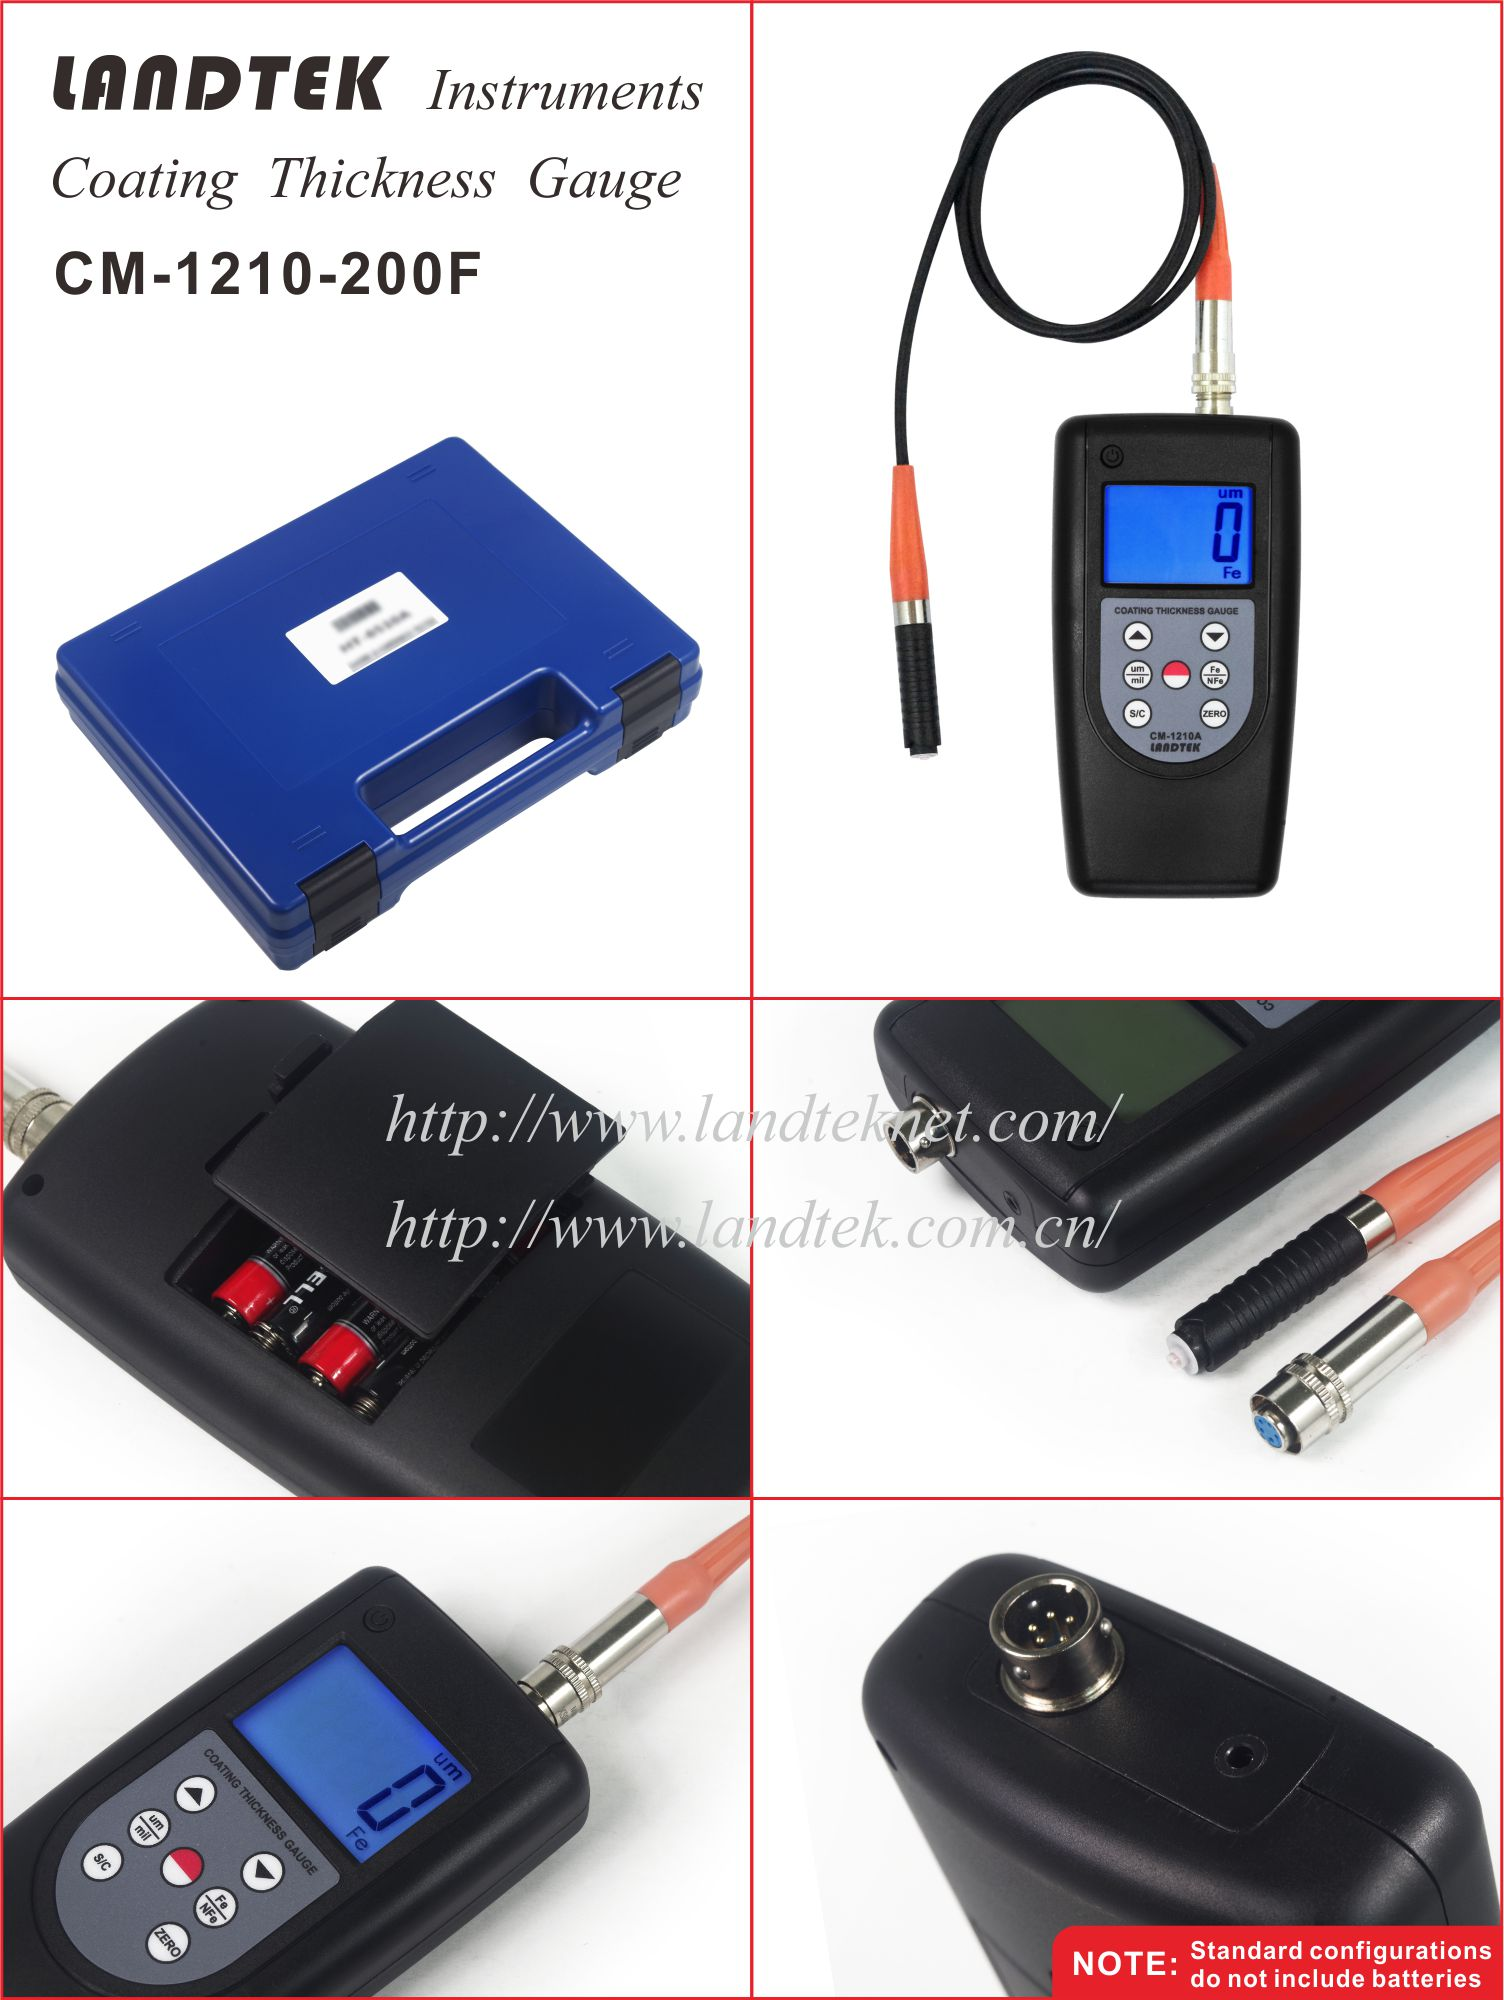 LANDTEK Instruments
Coating Thickness Gauge
CM-1210-200F
um
0
Fe
COATING THICKNESS GAUGE
um
mil
Fe
NFe
S/C
ZERO
CM-1210A
LANDTEK
http://www.landteknet.com/
http://www.landtek.com.cn/
ELL®
um
0
Fe
COATING THICKNESS GAUGE
um
mil
S/C
Fe
NFe
ZERO
NOTE: Standard configurations
do not include batteries